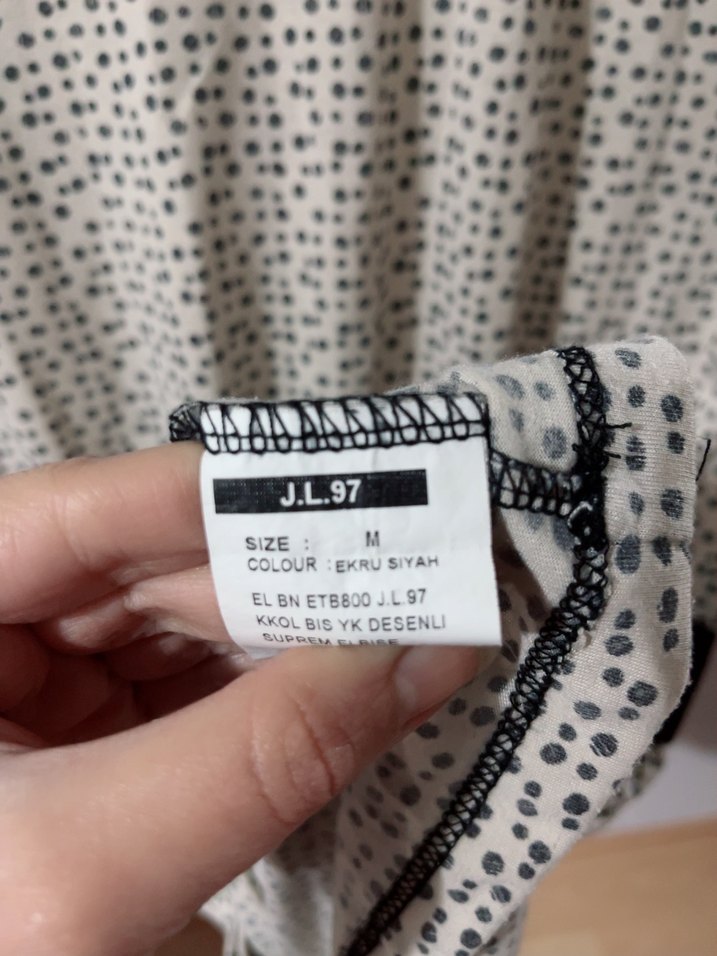 J.L.97
SIZE : M
COLOUR : EKRU SIYAH
EL BN ETB800 J.L.97
KKOL BIS YK DESENLI
SUPREM ELBISE